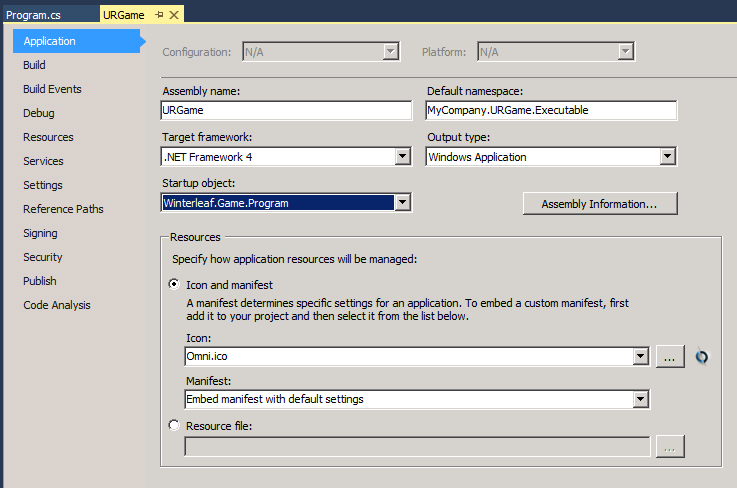 Program.cs URGame
Application
Configuration: N/A Platform: N/A
Build
Build Events
Debug
Resources
Services
Settings
Reference Paths
Signing
Security
Publish
Code Analysis
Assembly name: Default namespace:
URGame MyCompany.URGame.Executable
Target framework: Output type:
.NET Framework 4 Windows Application
Startup object:
Winterleaf.Game.Program Assembly Information...
Resources
Specify how application resources will be managed:
Icon and manifest
A manifest determines specific settings for an application. To embed a custom manifest, first
add it to your project and then select it from the list below.
Icon:
Omni.ico ...
Manifest:
Embed manifest with default settings
Resource file:
...